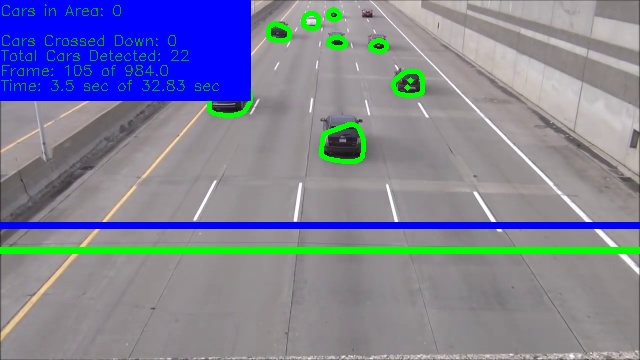 Cars in Area: 0
Cars Crossed Down: 0
Total Cars Detected: 22
Frame: 105 of 984.0
Time: 3.5 sec of 32.83 sec